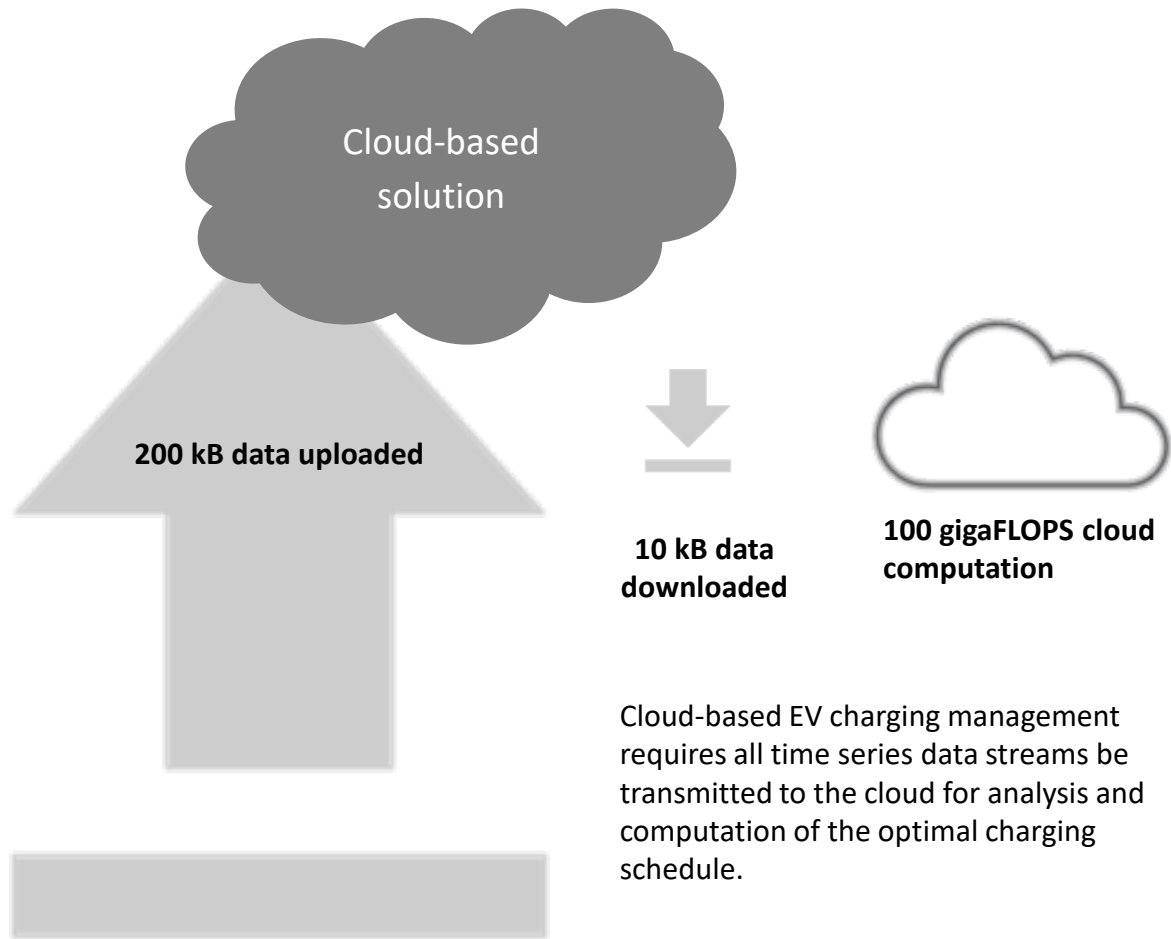 Cloud-based
solution
200 kB data uploaded
10 kB data
downloaded
100 gigaFLOPS cloud
computation
Cloud-based EV charging management
requires all time series data streams be
transmitted to the cloud for analysis and
computation of the optimal charging
schedule.